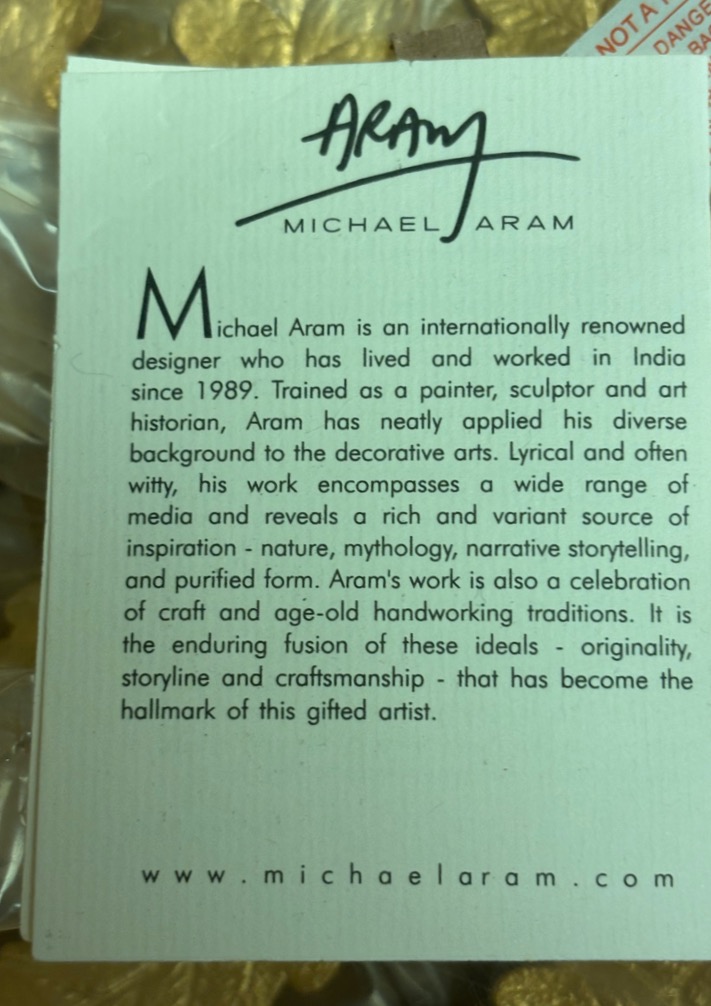 NOT A
DANGE
BA
ARAM
MICHAEL ARAM
Michael Aram is an internationally renowned
designer who has lived and worked in India
since 1989. Trained as a painter, sculptor and art
historian, Aram has neatly applied his diverse
background to the decorative arts. Lyrical and often
witty, his work encompasses a wide range of
media and reveals a rich and variant source of
inspiration - nature, mythology, narrative storytelling,
and purified form. Aram's work is also a celebration
of craft and age-old handworking traditions. It is
the enduring fusion of these ideals - originality,
storyline and craftsmanship - that has become the
hallmark of this gifted artist.
www.michaelaram.com